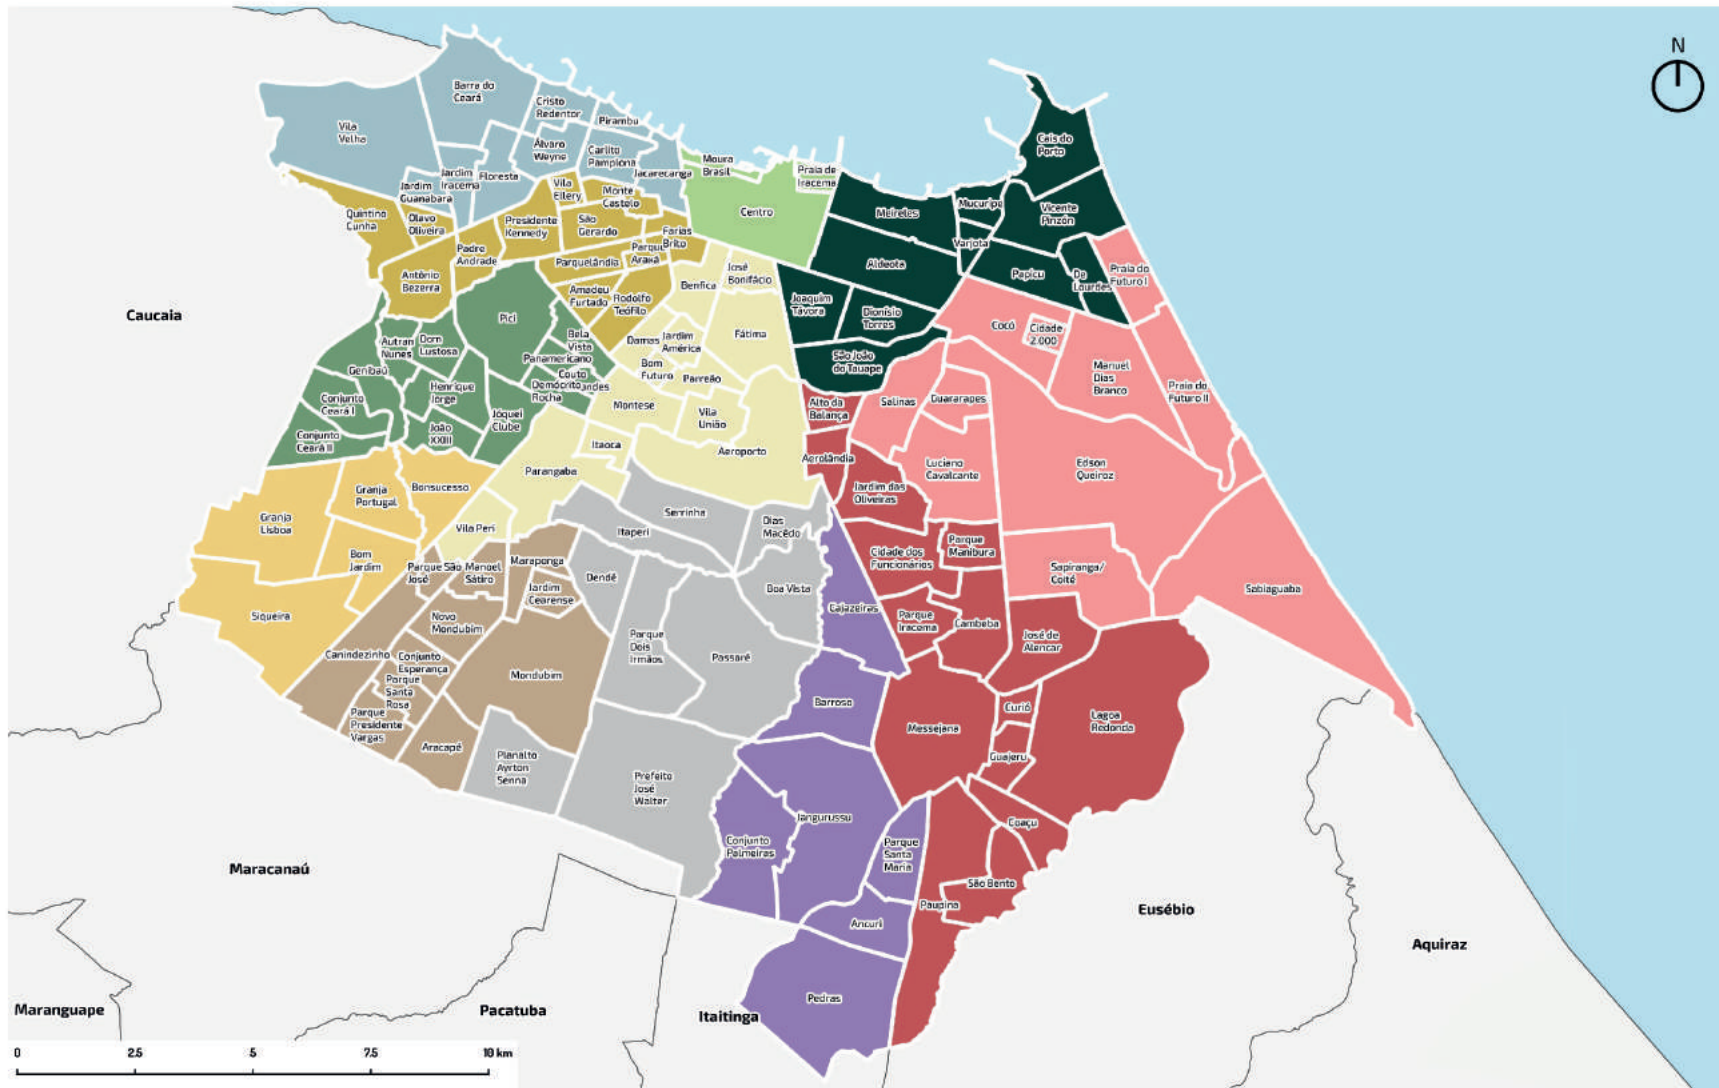 N
Barra do
Ceará
Vila
Velha
Cristo
Redentor
Pirambu
Álvaro
Weyne
Carlito
Pamplona
Jacarecanga
Jardim
Iracema
Floresta
Jardim
Guanabara
Moura
Brasil
Praia de
Iracema
Centro
Cais do
Porto
Meireles
Mucuripe
Vicente
Pinzón
Varjota
Aldeota
Papicu
De
Lourdes
Praia do
Futuro I
Quintino
Cunha
Olavo
Oliveira
Vila
Ellery
Monte
Castelo
Presidente
Kennedy
São
Gerardo
Farias
Brito
Padre
Andrade
Parquelândia
Parque
Araxá
Antônio
Bezerra
Amadeu
Furtado
Rodolfo
Teófilo
Benfica
José
Bonifácio
Joaquim
Távora
Dionísio
Torres
Cocó
Cidade
2.000
Caucaia
Pici
Autran
Nunes
Dom
Lustosa
Bela
Vista
Panamericano
Damas
Jardim
América
Fátima
São João
do Tauape
Manuel
Dias
Branco
Praia do
Futuro II
Genibaú
Henrique
Jorge
Couto
Demócrito
Rocha
andes
Bom
Futuro
Parreão
Conjunto
Ceará I
Jóquei
Clube
Montese
Vila
União
Alto da
Balança
Salinas
Guararapes
Conjunto
Ceará II
João
XXIII
Itaoca
Aeroporto
Aerolândia
Luciano
Cavalcante
Edson
Queiroz
Parangaba
Granja
Portugal
Bonsucesso
Jardim das
Oliveiras
Granja
Lisboa
Vila Peri
Serrinha
Itaperi
Dias
Macêdo
Cidade dos
Funcionários
Parque
Manibura
Bom
Jardim
Parque São
José
Manoel
Sátiro
Maraponga
Dendê
Boa Vista
Sapiranga/
Coité
Sabiaguaba
Siqueira
Jardim
Cearense
Cajazeiras
Parque
Iracema
Cambeba
Novo
Mondubim
José de
Alencar
Canindezinho
Conjunto
Esperança
Parque
Dois
Irmãos
Passaré
Mondubim
Parque
Santa
Rosa
Barroso
Curió
Parque
Presidente
Vargas
Messejana
Lagoa
Redonda
Aracapé
Planalto
Ayrton
Senna
Guajeru
Prefeito
José
Walter
Jangurussu
Coaçu
Conjunto
Palmeiras
Parque
Santa
Maria
Maracanaú
São Bento
Paupina
Eusébio
Ancuri
Aquiraz
Pedras
Maranguape
Pacatuba
Itaitinga
0 2.5 5 7.5 10 km